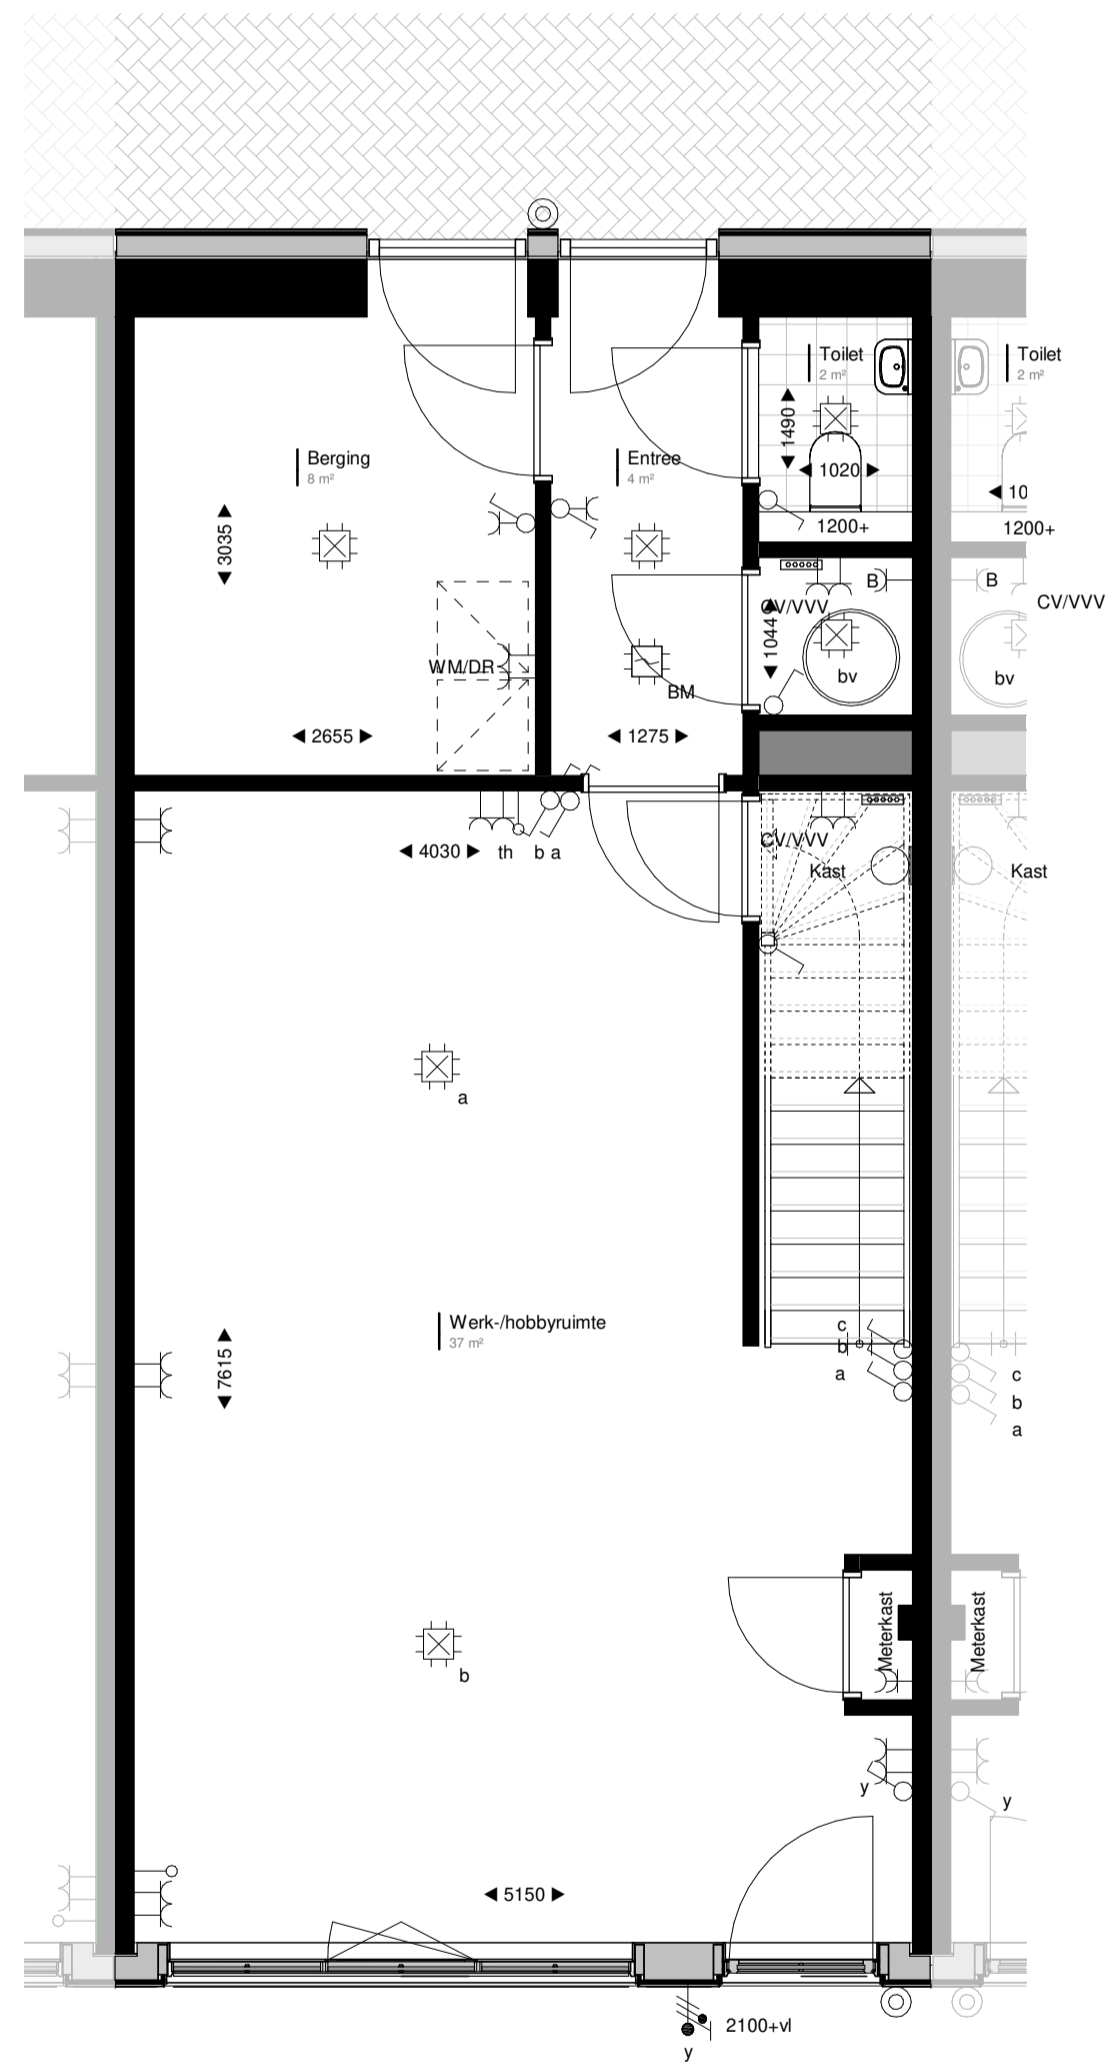 Toilet
2 m²
Toilet
2 m²
1490
Berging
8 m²
Entree
4 m²
1020
10
1200+
1200+
3035
B
B
CV/VVV
CV/VVV
1044
WM/DR
bv
bv
BM
2655
1275
4030
th
b
a
CV/VVV
Kast
Kast
a
Werk-/hobbyruimte
37 m²
7615
c
b
a
c
b
a
Meterkast
Meterkast
b
y
y
5150
2100+vl
y